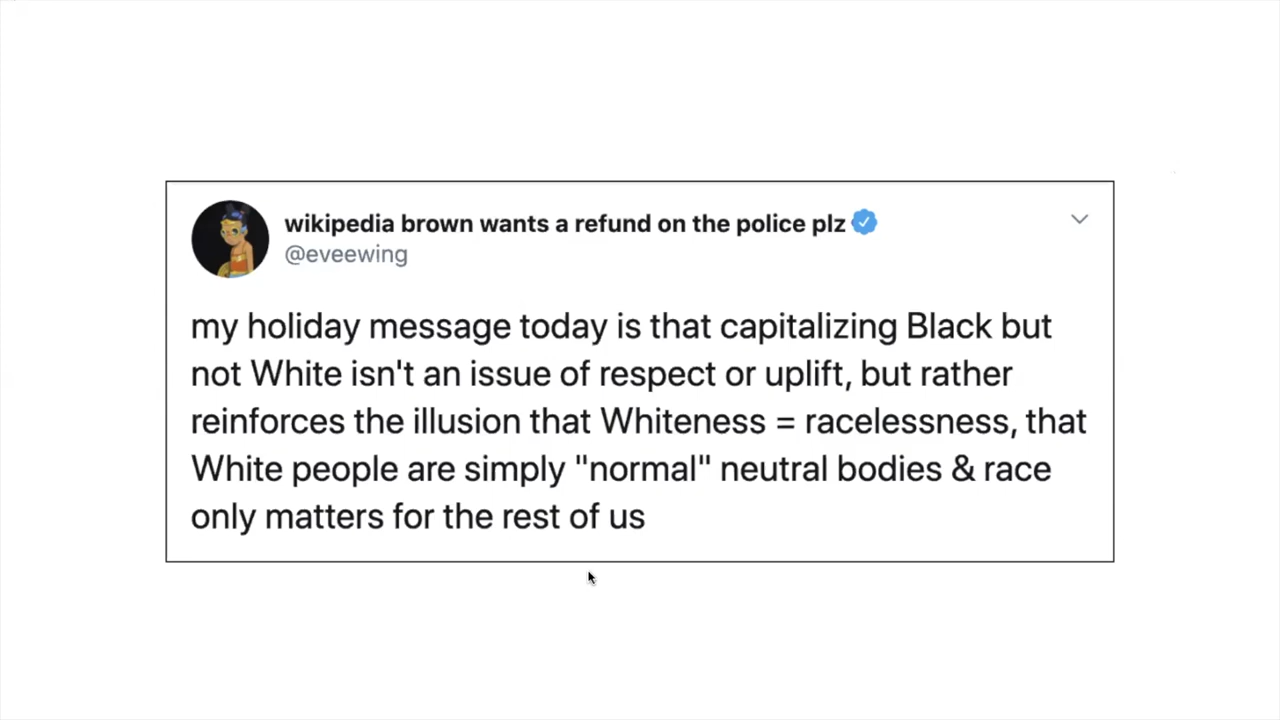 wikipedia brown wants a refund on the police plz
@eveewing
my holiday message today is that capitalizing Black but
not White isn't an issue of respect or uplift, but rather
reinforces the illusion that Whiteness = racelessness, that
White people are simply "normal" neutral bodies & race
only matters for the rest of us